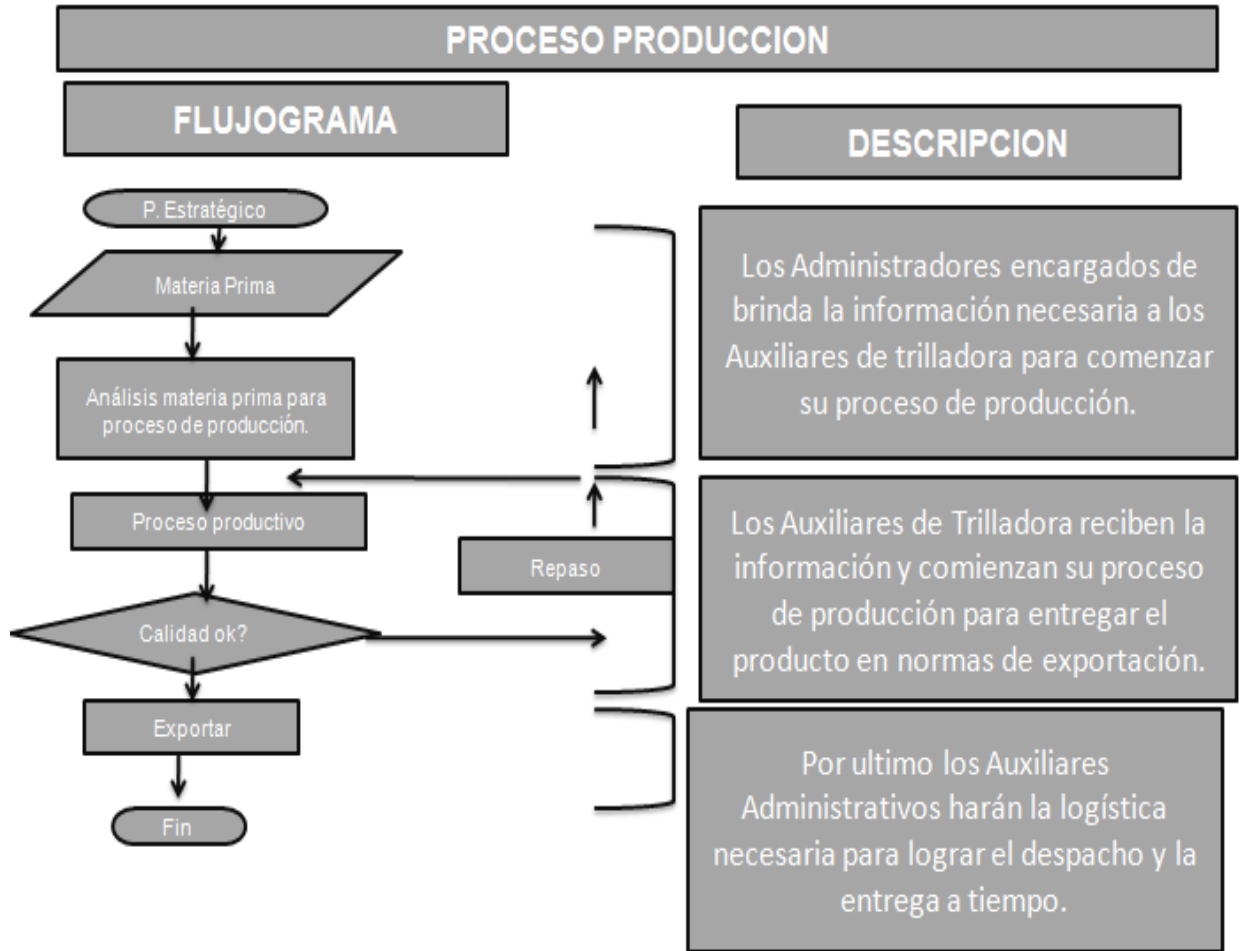 PROCESO PRODUCCION
FLUJOGRAMA
DESCRIPCION
P. Estratégico
Materia Prima
Análisis materia prima para
proceso de producción.
Proceso productivo
Repaso
Calidad ok?
Exportar
Fin
Los Administradores encargados de
brinda la información necesaria a los
Auxiliares de trilladora para comenzar
su proceso de producción.
Los Auxiliares de Trilladora reciben la
información y comienzan su proceso
de producción para entregar el
producto en normas de exportación.
Por ultimo los Auxiliares
Administrativos harán la logística
necesaria para lograr el despacho y la
entrega a tiempo.